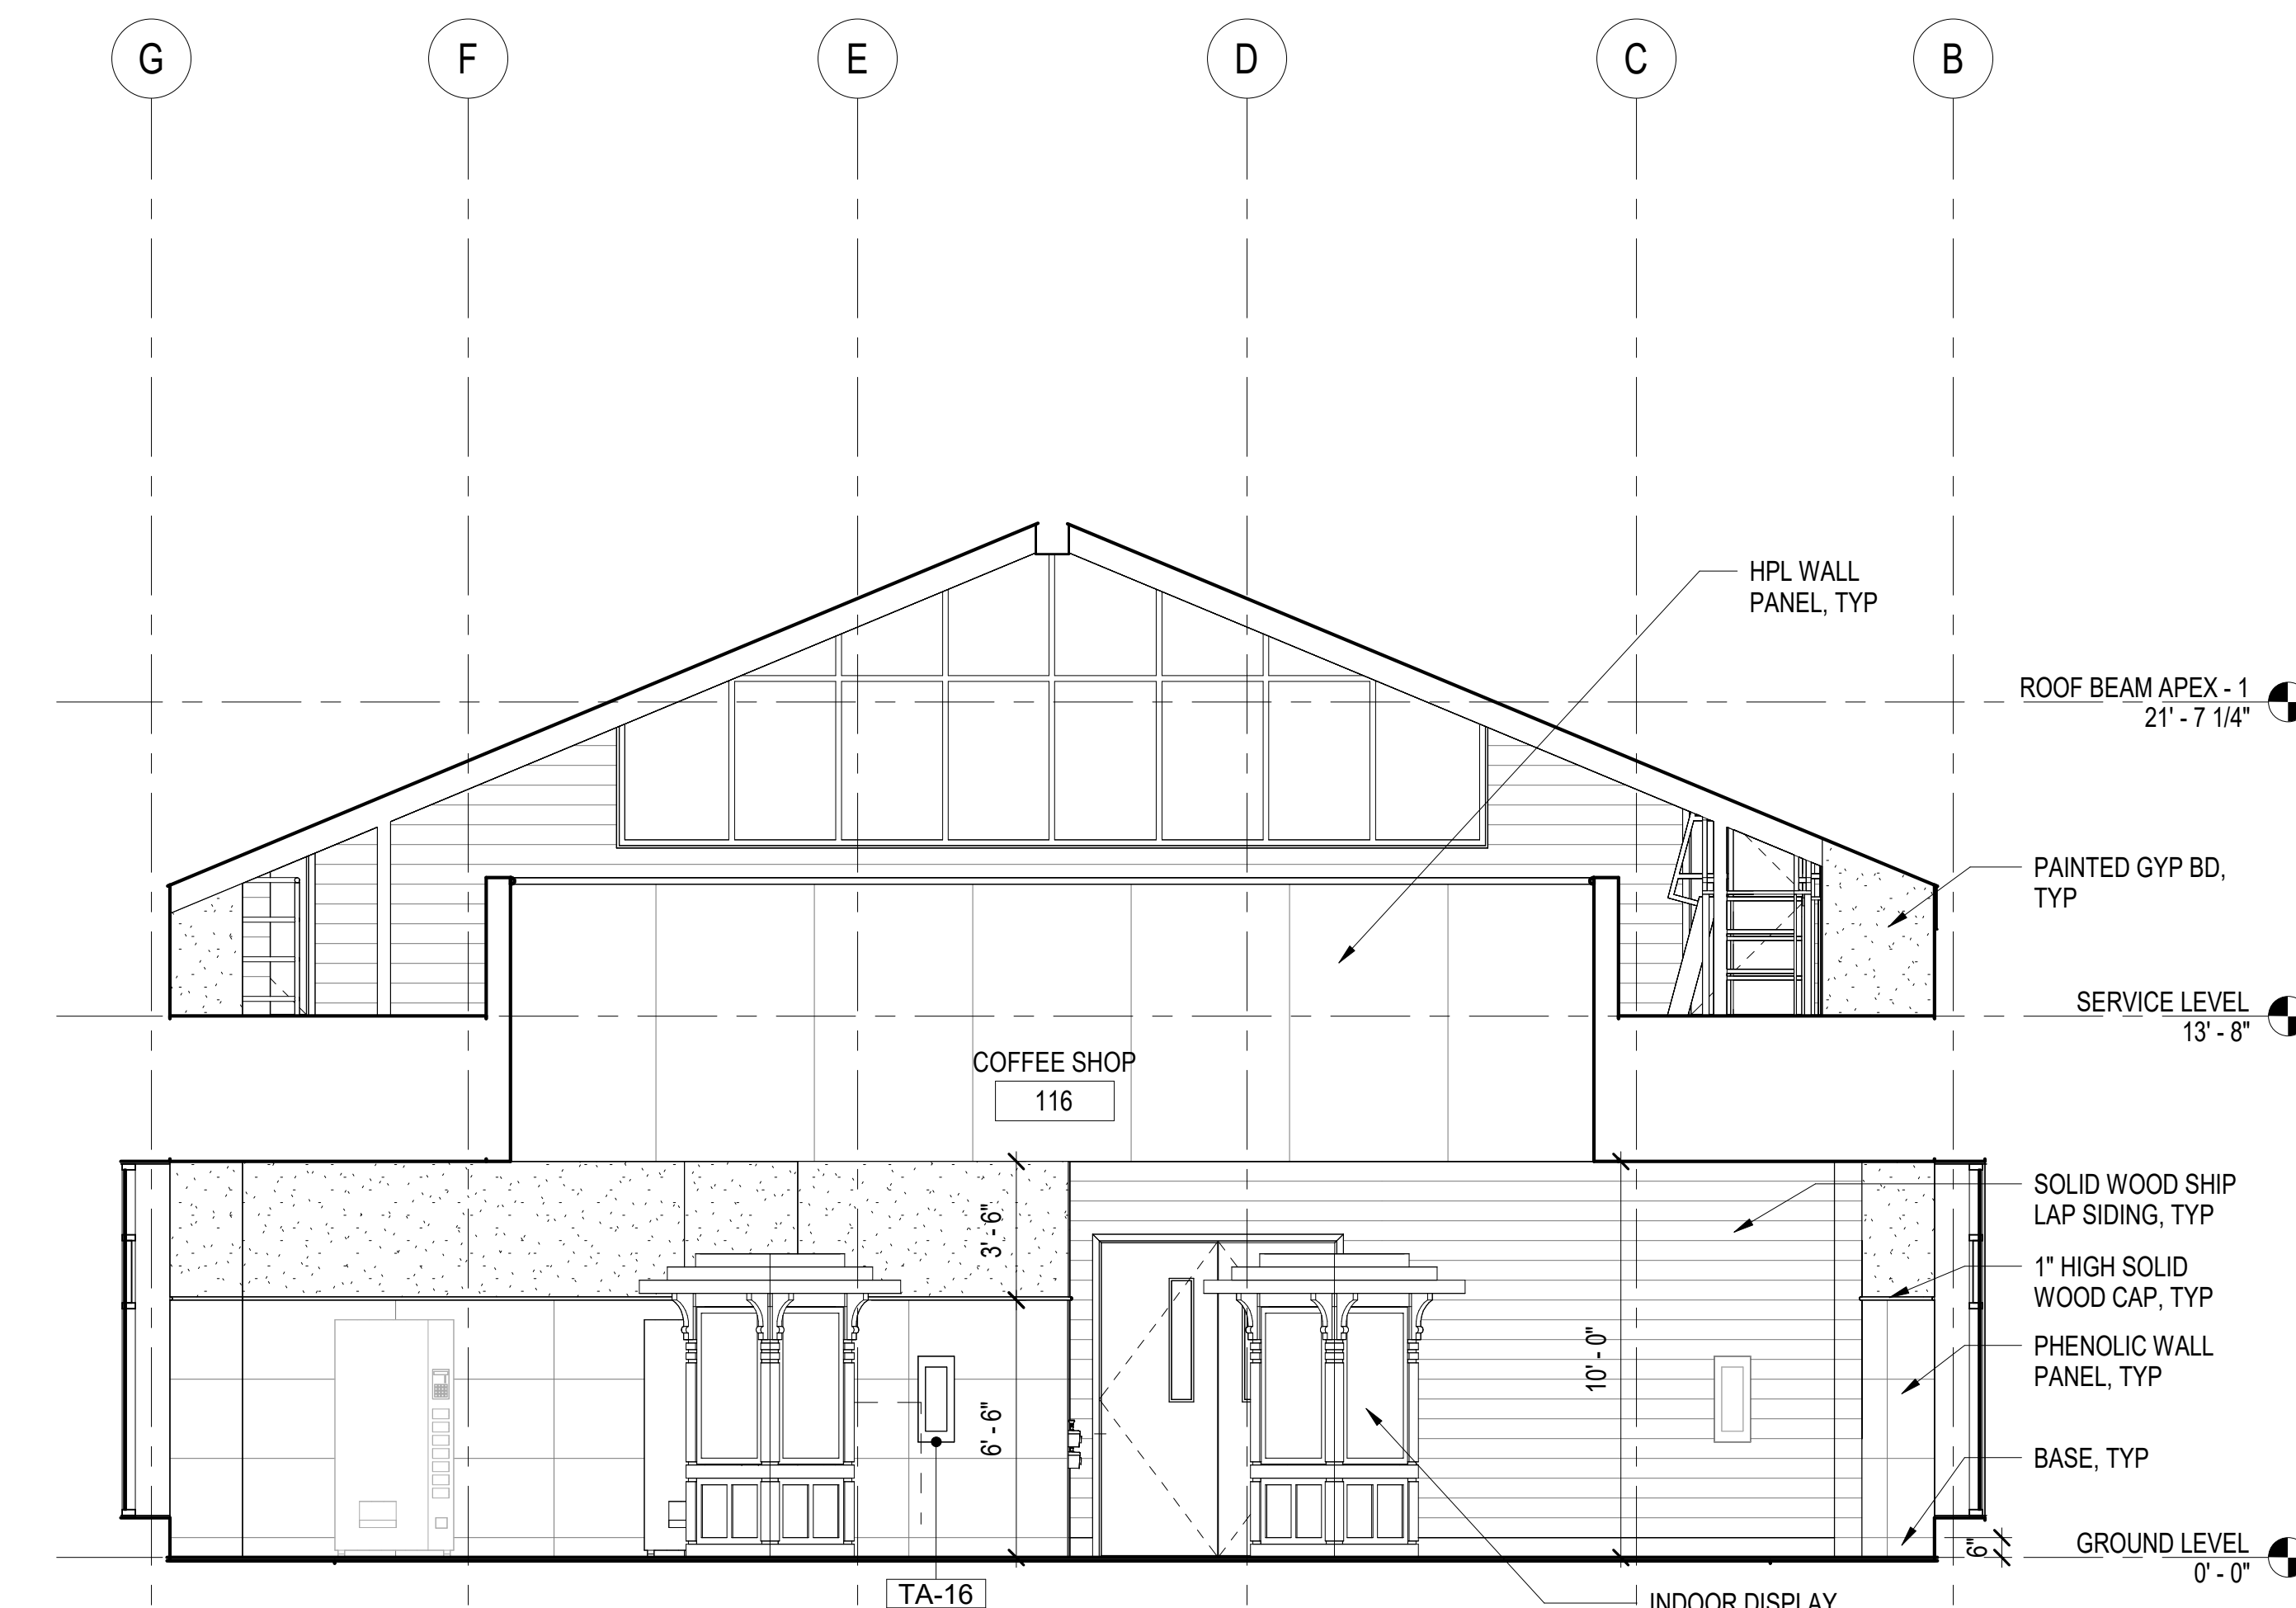 G
F
E
D
C
B
HPL WALL
PANEL, TYP
ROOF BEAM APEX - 1
21' - 7 1/4"
PAINTED GYP BD,
TYP
SERVICE LEVEL
13' - 8"
COFFEE SHOP
116
SOLID WOOD SHIP
LAP SIDING, TYP
3' - 6"
1" HIGH SOLID
WOOD CAP, TYP
10' - 0"
PHENOLIC WALL
PANEL, TYP
6' - 6"
BASE, TYP
6"
GROUND LEVEL
0' - 0"
TA-16
INDOOR DISPLAY